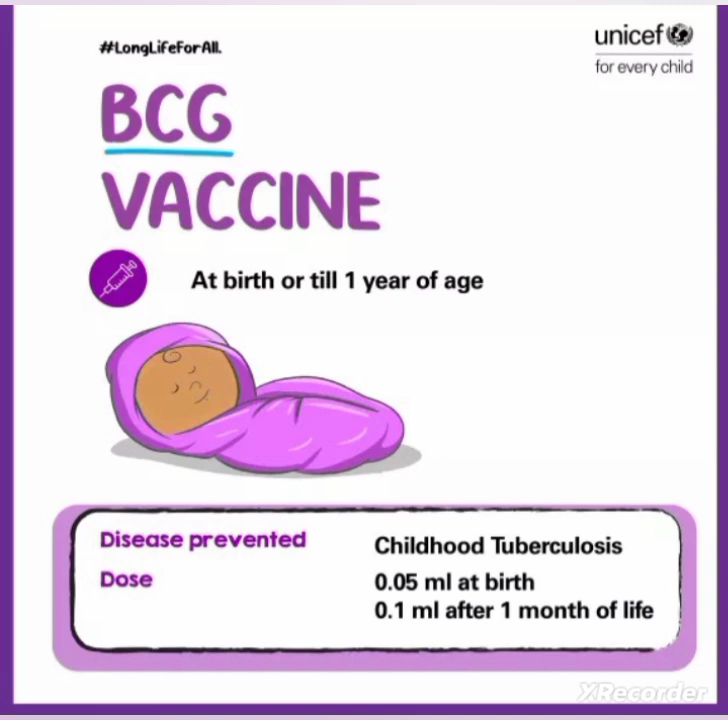 #LongLifeForAll.
unicef
for every child
BCG
VACCINE
At birth or till 1 year of age
Disease prevented Childhood Tuberculosis
Dose 0.05 ml at birth
0.1 ml after 1 month of life
XRecorder